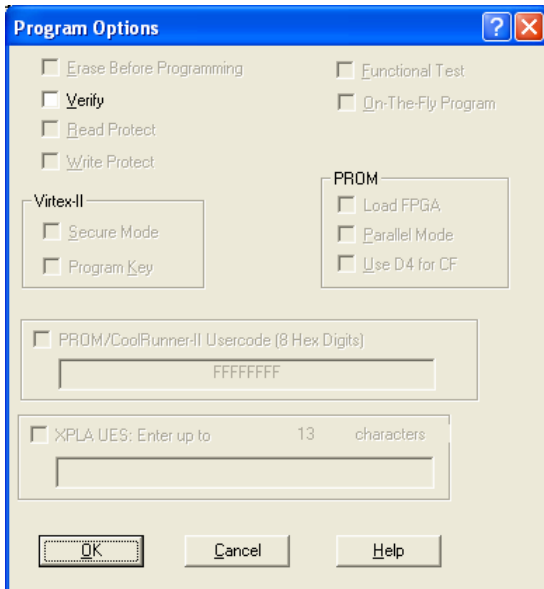 Program Options
Erase Before Programming
Functional Test
Verify
On-The-Fly Program
Read Protect
Write Protect
PROM
Virtex-II
Load FPGA
Secure Mode
Parallel Mode
Program Key
Use D4 for CF
PROM/CoolRunner-II Usercode (8 Hex Digits)
FFFFFFFF
XPLA UES: Enter up to 13 characters
OK Cancel Help